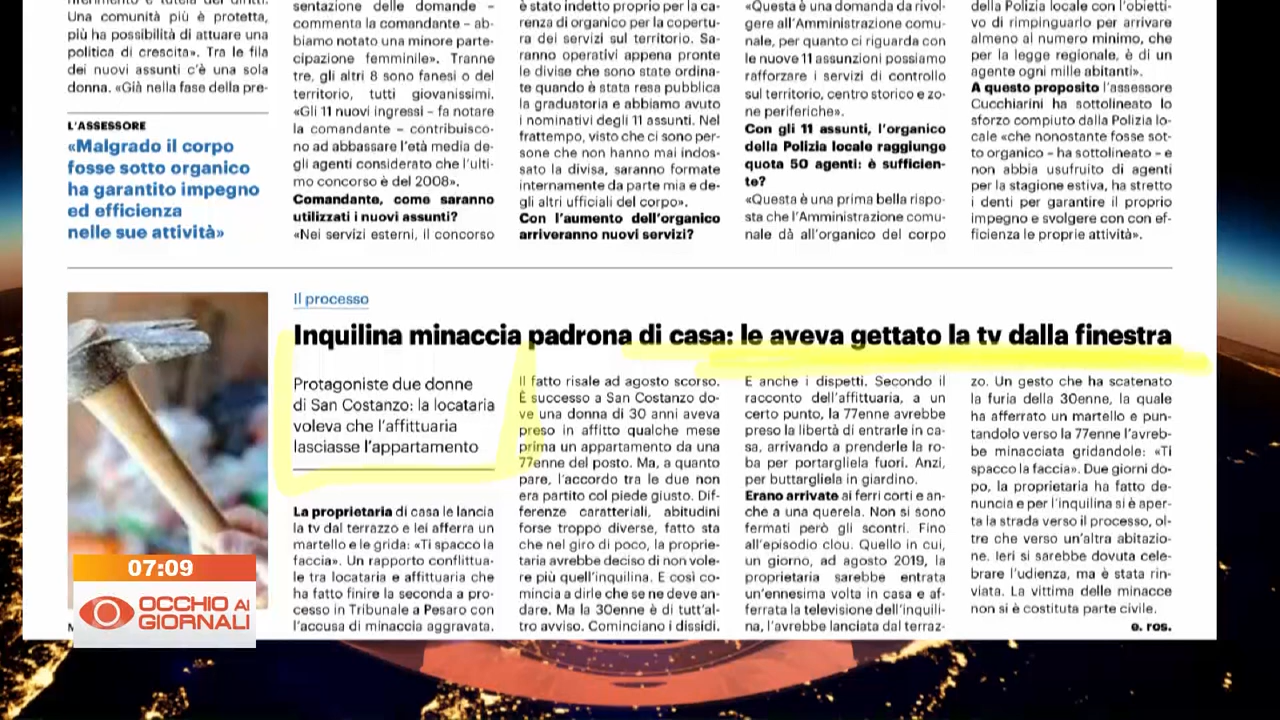 Una comunità più è protetta,
più ha possibilità di attuare una
politica di crescita». Tra le fila
dei nuovi assunti c'è una sola
donna. «Già nella fase della pre-
L'ASSESSORE
«Malgrado il corpo
fosse sotto organico
ha garantito impegno
ed efficienza
nelle sue attività»
sentazione delle domande –
commenta la comandante – ab-
biamo notato una minore parte-
cipazione femminile». Tranne
tre, gli altri 8 sono fanesi o del
territorio, tutti giovanissimi.
«Gli 11 nuovi ingressi – fa notare
la comandante – contribuisco-
no ad abbassare l'età media de-
gli agenti considerato che l'ulti-
mo concorso è del 2008».
Comandante, come saranno
utilizzati i nuovi assunti?
«Nei servizi esterni, il concorso
è stato indetto proprio per la ca-
renza di organico per la copertu-
ra dei servizi sul territorio. Sa-
ranno operativi appena pronte
le divise che sono state ordina-
te quando è stata resa pubblica
la graduatoria e abbiamo avuto
i nominativi degli 11 assunti. Nel
frattempo, visto che ci sono per-
sone che non hanno mai indos-
sato la divisa, saranno formate
internamente da parte mia e de-
gli altri ufficiali del corpo».
Con l'aumento dell'organico
arriveranno nuovi servizi?
«Questa è una domanda da rivol-
gere all'Amministrazione comu-
nale, per quanto ci riguarda con
le nuove 11 assunzioni possiamo
rafforzare i servizi di controllo
sul territorio, centro storico e zo-
ne periferiche».
Con gli 11 assunti, l'organico
della Polizia locale raggiunge
quota 50 agenti: è sufficien-
te?
«Questa è una prima bella rispo-
sta che l'Amministrazione comu-
nale dà all'organico del corpo
della Polizia locale con l'obietti-
vo di rimpinguarlo per arrivare
almeno al numero minimo, che
per la legge regionale, è di un
agente ogni mille abitanti».
A questo proposito l'assessore
Cucchiarini ha sottolineato lo
sforzo compiuto dalla Polizia lo-
cale «che nonostante fosse sot-
to organico – ha sottolineato – e
non abbia usufruito di agenti
per la stagione estiva, ha stretto
i denti per garantire il proprio
impegno e svolgere con con ef-
ficienza le proprie attività».
Il processo
Inquilina minaccia padrona di casa: le aveva gettato la tv dalla finestra
Protagoniste due donne
di San Costanzo: la locataria
voleva che l'affittuaria
lasciasse l'appartamento
La proprietaria di casa le lancia
la tv dal terrazzo e lei afferra un
martello e le grida: «Ti spacco la
faccia». Un rapporto conflittua-
le tra locataria e affittuaria che
ha fatto finire la seconda a pro-
cesso in Tribunale a Pesaro con
l'accusa di minaccia aggravata.
Il fatto risale ad agosto scorso.
È successo a San Costanzo do-
ve una donna di 30 anni aveva
preso in affitto qualche mese
prima un appartamento da una
77enne del posto. Ma, a quanto
pare, l'accordo tra le due non
era partito col piede giusto. Dif-
ferenze caratteriali, abitudini
forse troppo diverse, fatto sta
che nel giro di poco, la proprie-
taria avrebbe deciso di non vole-
re più quell'inquilina. E così co-
mincia a dirle che se ne deve an-
dare. Ma la 30enne è di tutt'al-
tro avviso. Cominciano i dissidi.
E anche i dispetti. Secondo il
racconto dell'affittuaria, a un
certo punto, la 77enne avrebbe
preso la libertà di entrarle in ca-
sa, arrivando a prenderle la ro-
ba per portargliela fuori. Anzi,
per buttargliela in giardino.
Erano arrivate ai ferri corti e an-
che a una querela. Non si sono
fermati però gli scontri. Fino
all'episodio clou. Quello in cui,
un giorno, ad agosto 2019, la
proprietaria sarebbe entrata
un'ennesima volta in casa e af-
ferrata la televisione dell'inquili-
na, l'avrebbe lanciata dal terraz-
zo. Un gesto che ha scatenato
la furia della 30enne, la quale
ha afferrato un martello e pun-
tandolo verso la 77enne l'avreb-
be minacciata gridandole: «Ti
spacco la faccia». Due giorni do-
po, la proprietaria ha fatto de-
nuncia e per l'inquilina si è aper-
ta la strada verso il processo, ol-
tre che verso un'altra abitazio-
ne. Ieri si sarebbe dovuta cele-
brare l'udienza, ma è stata rin-
viata. La vittima delle minacce
non si è costituta parte civile.
e. ros.
07:09
OCCHIO AI
GIORNALI